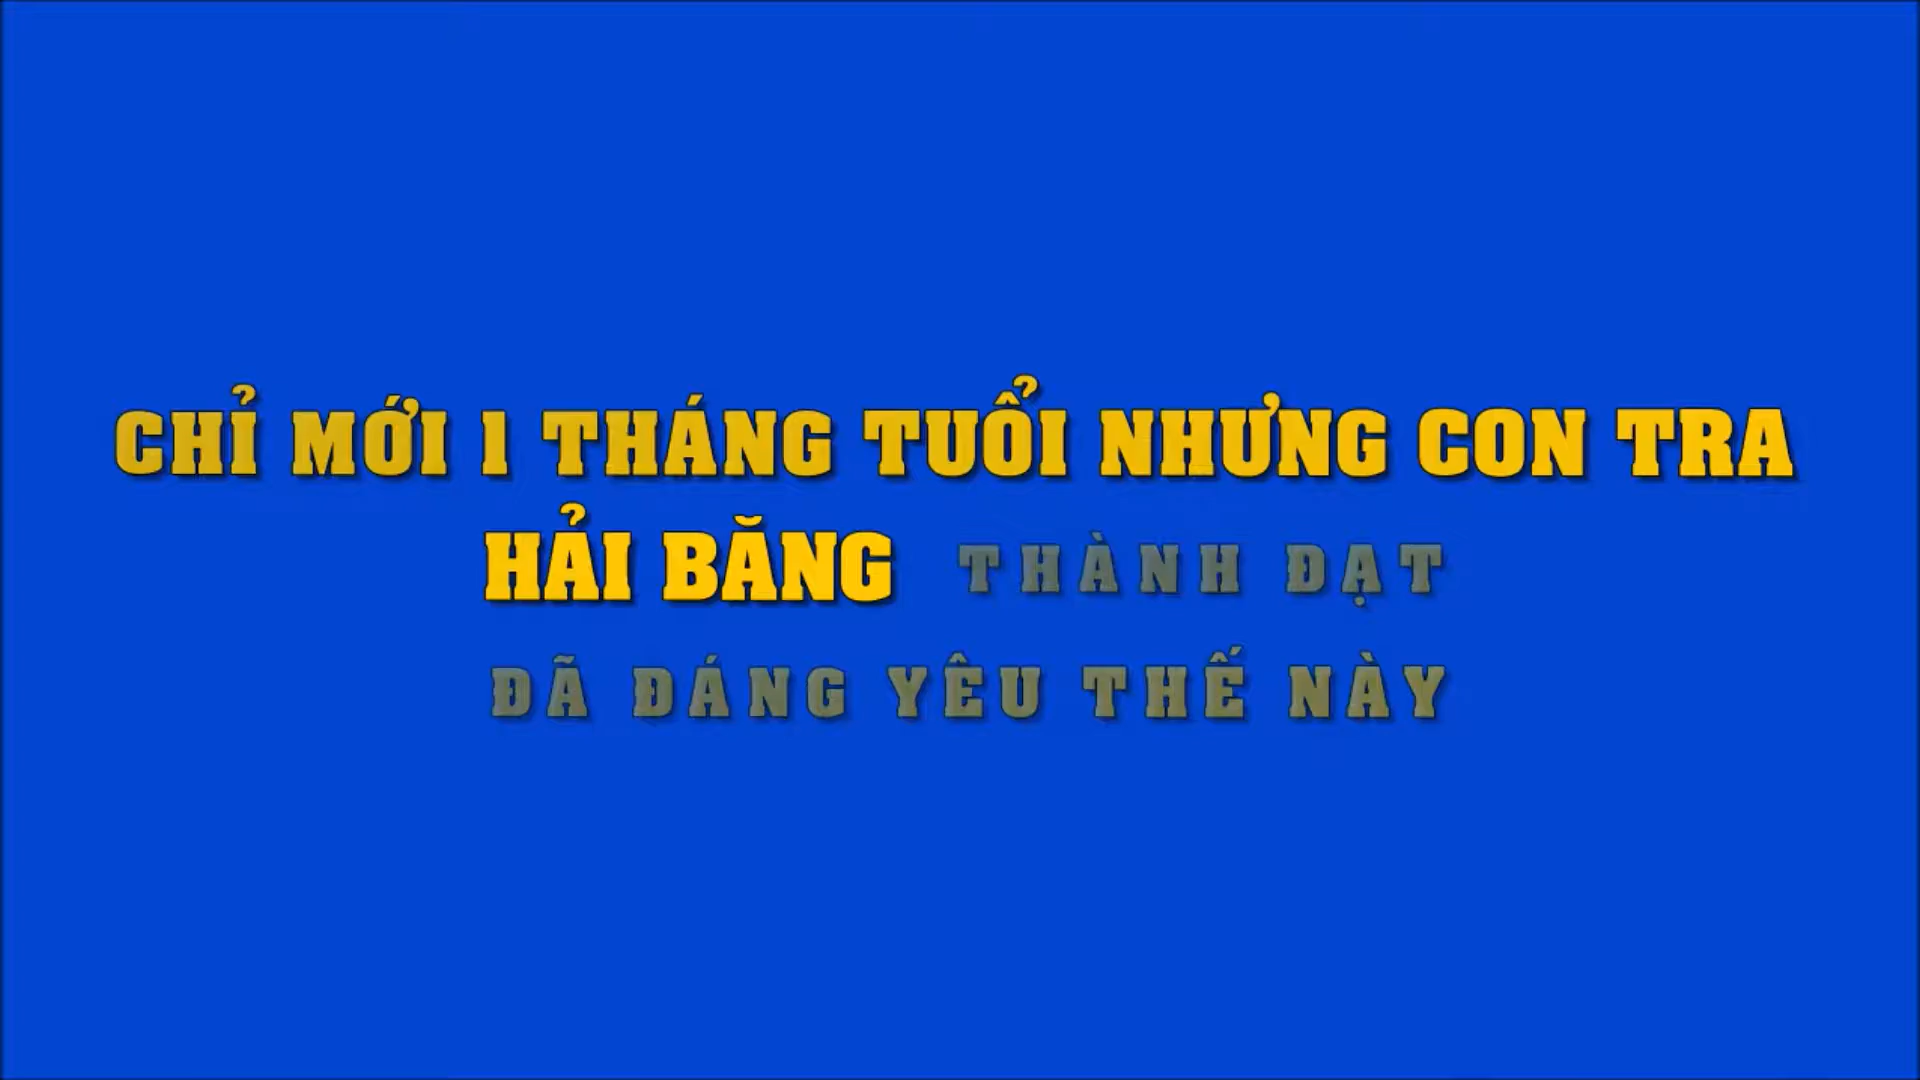 CHỈ MỚI 1 THÁNG TUỔI NHƯNG CON TRA
HẢI BĂNG THÀNH ĐẠT
ĐÃ ĐÁNG YÊU THẾ NÀY